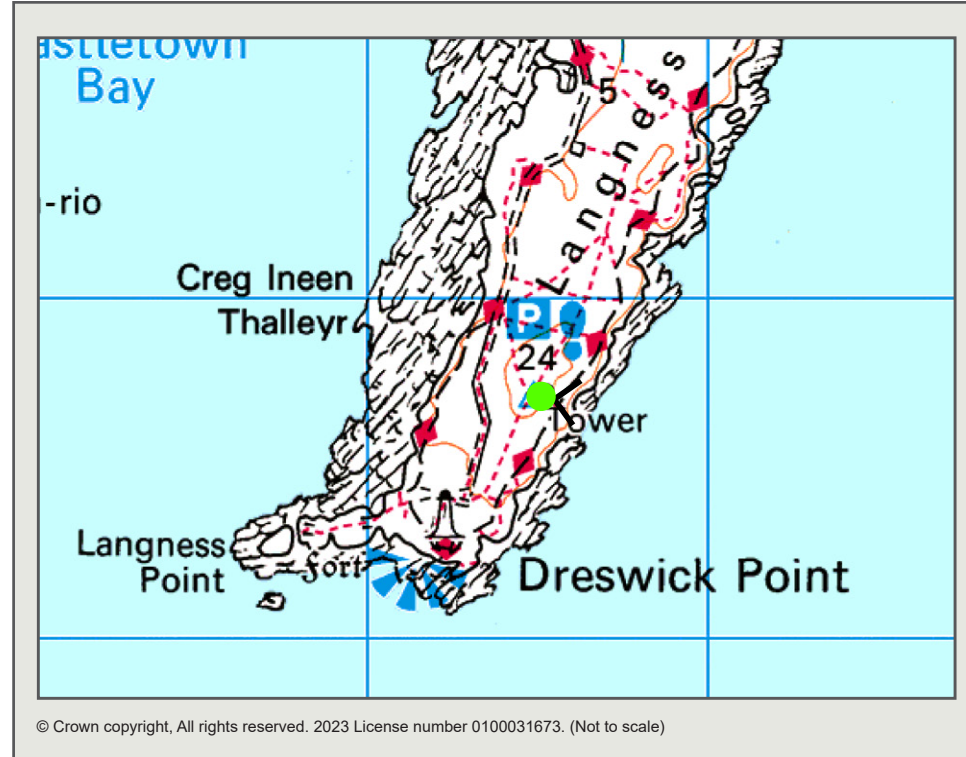 astletown
Bay
5
Langness
-rio
Creg Ineen
Thalleyr
P
24
Tower
Langness
Point
fort
Dreswick Point
© Crown copyright, All rights reserved. 2023 License number 0100031673. (Not to scale)